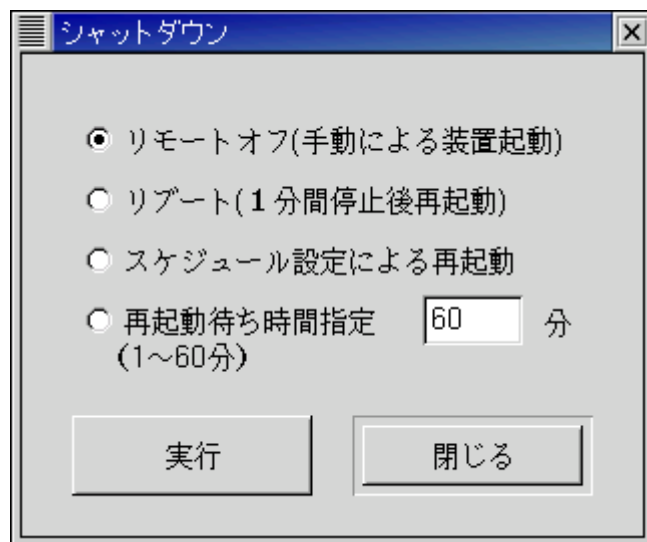 シャットダウン
リモートオフ(手動による装置起動)
リブート(１分間停止後再起動)
スケジュール設定による再起動
再起動待ち時間指定 60 分
(1～60分)
実行 閉じる